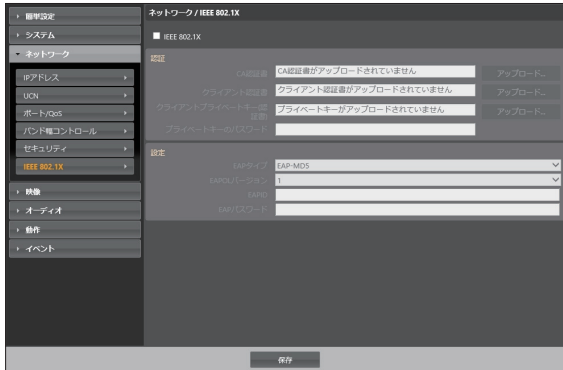 簡単設定
システム
ネットワーク
IPアドレス
UCN
ポート/QoS
バンド幅コントロール
セキュリティ
IEEE 802.1X
映像
オーディオ
動作
イベント
ネットワーク / IEEE 802.1X
IEEE 802.1X
認証
CA認証書 CA認証書がアップロードされていません アップロード...
クライアント認証書 クライアント認証書がアップロードされていません アップロード...
クライアントプライベートキー(認証書) プライベートキーがアップロードされていません アップロード...
プライベートキーのパスワード
設定
EAPタイプ EAP-MD5
EAPOLバージョン 1
EAPID
EAPパスワード
保存